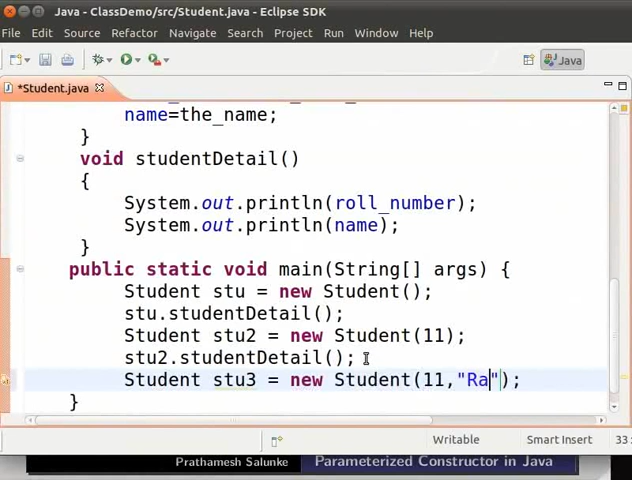 Java - ClassDemo/src/Student.java - Eclipse SDK
File Edit Source Refactor Navigate Search Project Run Window Help
Java
*Student.java
name=the_name;
}
void studentDetail()
{
System.out.println(roll_number);
System.out.println(name);
}
public static void main(String[] args) {
Student stu = new Student();
stu.studentDetail();
Student stu2 = new Student(11);
stu2.studentDetail();
Student stu3 = new Student(11,"Ra");
}
Writable Smart Insert 33
Prathamesh Salunke Parameterized Constructor in Java